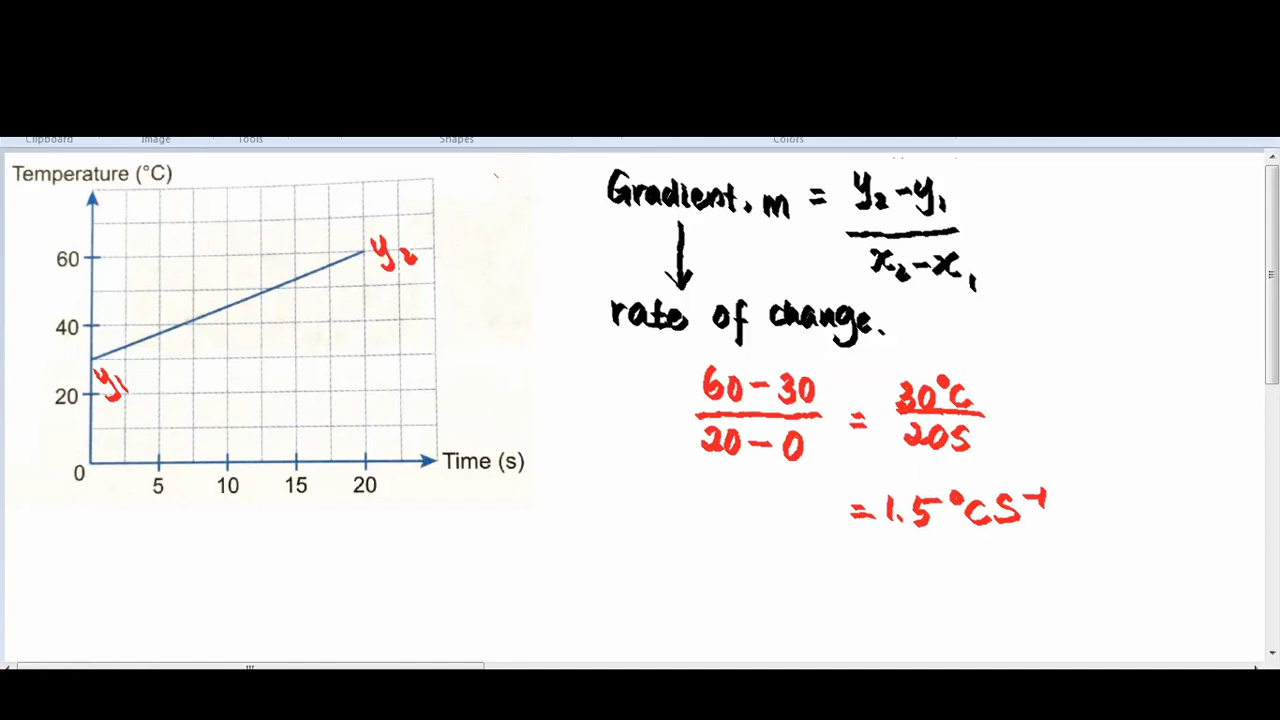 Clipboard Image Tools Shapes Colors
Temperature (°C)
60
40
20
0
5 10 15 20
Time (s)
y₂
y₁
Gradient, m = y₂-y₁
x₂-x₁
rate of change.
60-30 = 30°C
20-0 20s
= 1.5°Cs⁻¹